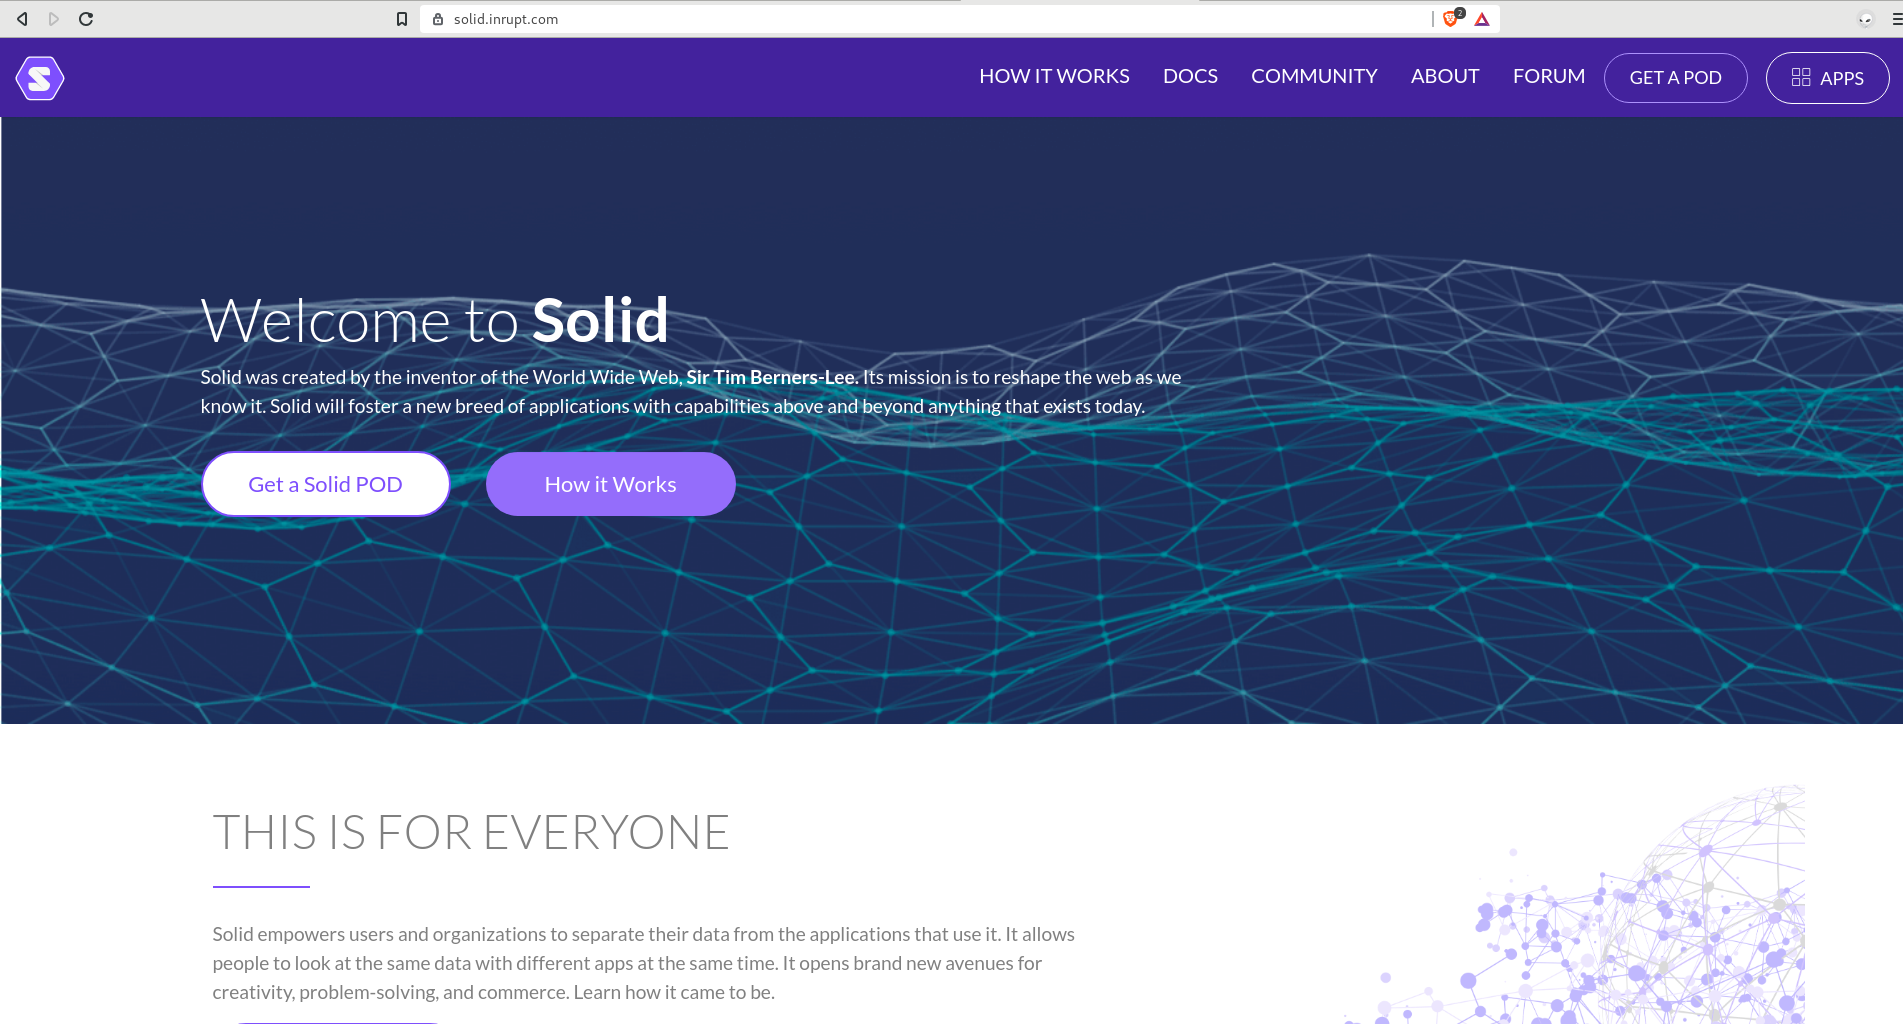 solid.inrupt.com
2
HOW IT WORKS DOCS COMMUNITY ABOUT FORUM GET A POD APPS
Welcome to Solid
Solid was created by the inventor of the World Wide Web, Sir Tim Berners-Lee. Its mission is to reshape the web as we
know it. Solid will foster a new breed of applications with capabilities above and beyond anything that exists today.
Get a Solid POD How it Works
THIS IS FOR EVERYONE
Solid empowers users and organizations to separate their data from the applications that use it. It allows
people to look at the same data with different apps at the same time. It opens brand new avenues for
creativity, problem-solving, and commerce. Learn how it came to be.